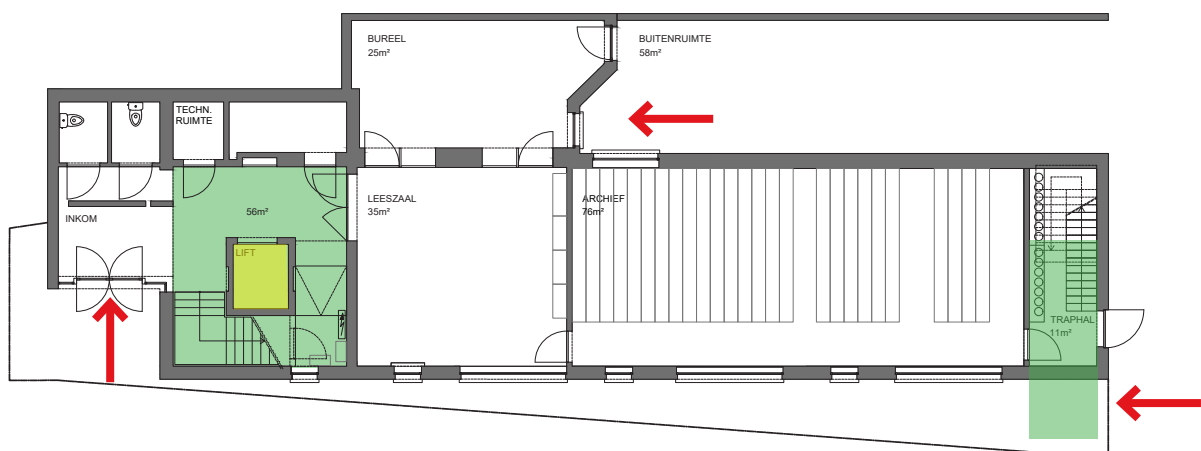 BUREEL
25m²
BUITENRUIMTE
58m²
TECHN.
RUIMTE
INKOM
56m²
LIFT
LEESZAAL
35m²
ARCHIEF
76m²
TRAPHAL
11m²